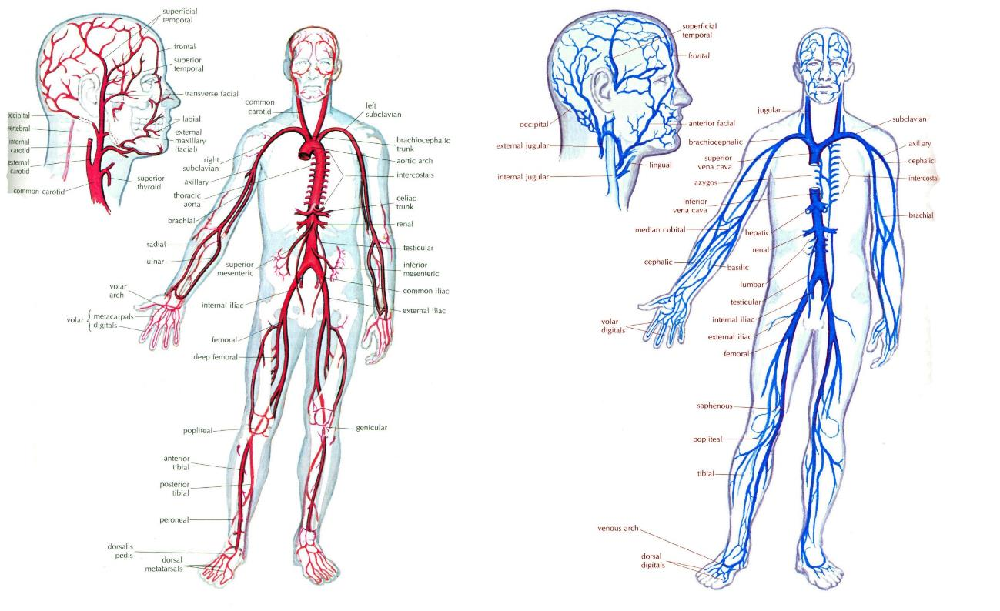 superficial
temporal
frontal
superior
temporal
transverse facial
labial
external
maxillary
(facial)
superior
thyroid
occipital
vertebral
internal
carotid
external
carotid
common carotid
common
carotid
left
subclavian
brachiocephalic
trunk
aortic arch
intercostals
celiac
trunk
renal
testicular
inferior
mesenteric
common iliac
external iliac
genicular
right
subclavian
axillary
thoracic
aorta
brachial
radial
ulnar
superior
mesenteric
volar
arch
internal iliac
volar { metacarpals
digitals
femoral
deep femoral
popliteal
anterior
tibial
posterior
tibial
peroneal
dorsalis
pedis
dorsal
metatarsals
superficial
temporal
frontal
occipital
anterior facial
external jugular
lingual
internal jugular
jugular
subclavian
brachiocephalic
axillary
superior
vena cava
cephalic
azygos
intercostal
inferior
vena cava
brachial
median cubital
hepatic
renal
cephalic
basilic
lumbar
testicular
internal iliac
volar
digitals
external iliac
femoral
saphenous
popliteal
tibial
venous arch
dorsal
digitals